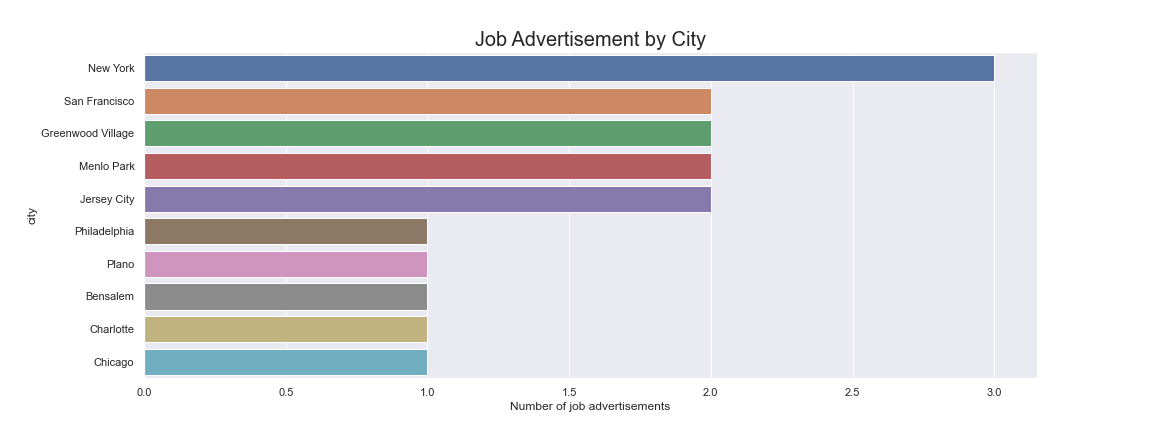 Job Advertisement by City
city
New York
San Francisco
Greenwood Village
Menlo Park
Jersey City
Philadelphia
Plano
Bensalem
Charlotte
Chicago
0.0 0.5 1.0 1.5 2.0 2.5 3.0
Number of job advertisements